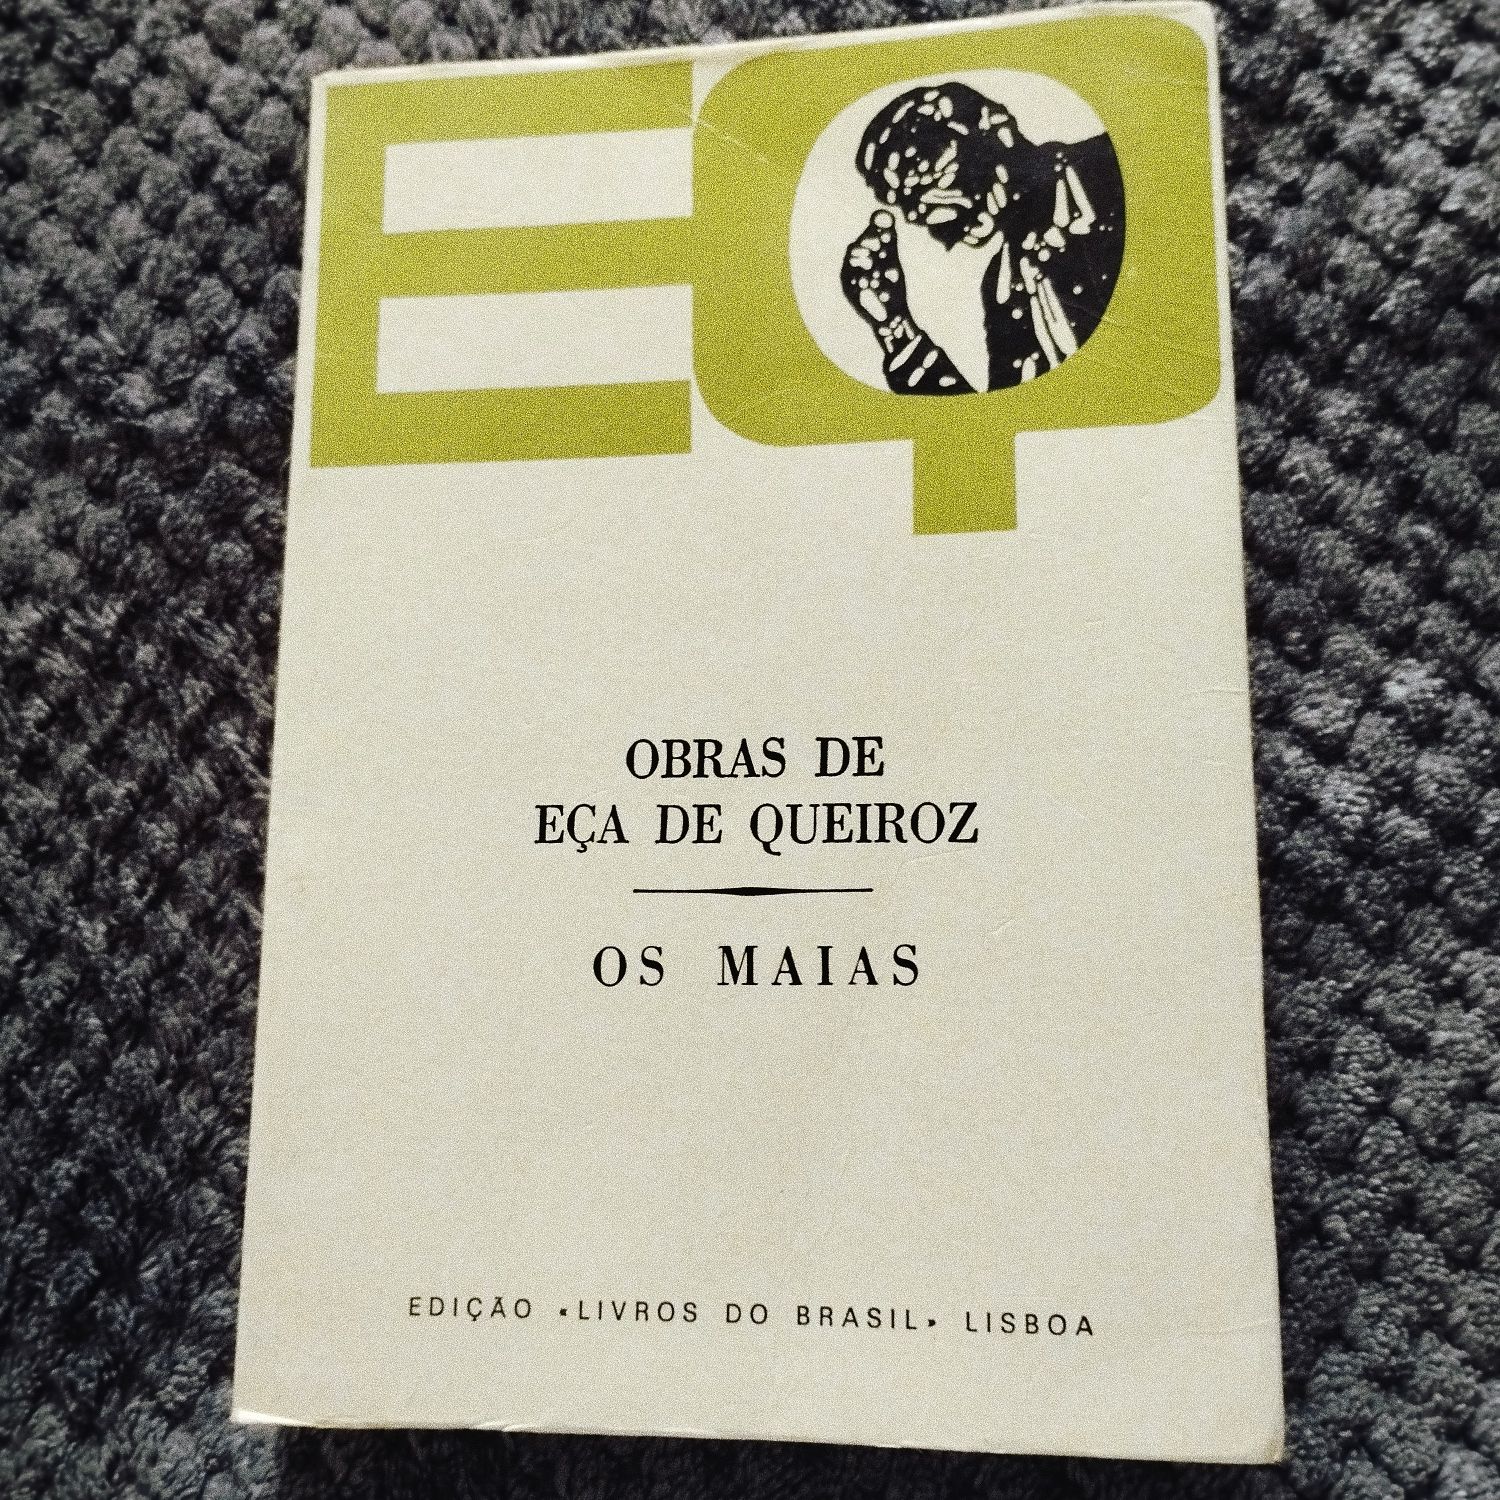 EQ
OBRAS DE
EÇA DE QUEIROZ
OS MAIAS
EDIÇÃO «LIVROS DO BRASIL» LISBOA